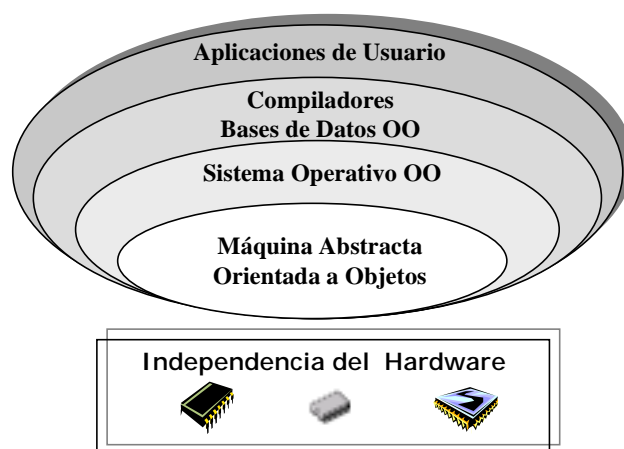 Aplicaciones de Usuario
Compiladores
Bases de Datos OO
Sistema Operativo OO
Máquina Abstracta
Orientada a Objetos
Independencia del Hardware